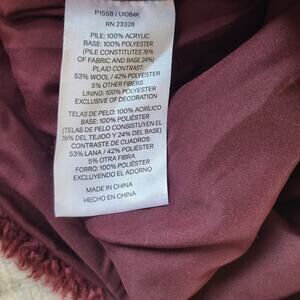 P1558 / UI084K
RN 23328
PILE: 100% ACRYLIC
BASE: 100% POLYESTER
(PILE CONSTITUTES 76%
OF FABRIC AND BASE 24%)
PLAID CONTRAST:
53% WOOL / 42% POLYESTER
5% OTHER FIBERS
LINING: 100% POLYESTER
EXCLUSIVE OF DECORATION
TELAS DE PELO: 100% ACRÍLICO
BASE: 100% POLIÉSTER
(TELAS DE PELO CONSISTUYEN EL
76% DEL TEJIDO Y 24% DEL BASE)
CONTRASTE DE CUADROS:
53% LANA / 42% POLIÉSTER
5% OTRA FIBRA
FORRO: 100% POLIÉSTER
EXCLUYENDO EL ADORNO
MADE IN CHINA
HECHO EN CHINA